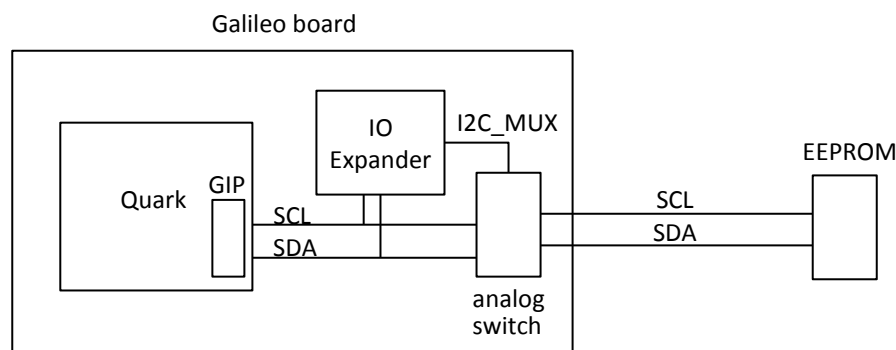 Galileo board
IO
Expander
I2C_MUX
EEPROM
GIP
Quark
SCL
SCL
SDA
SDA
analog
switch